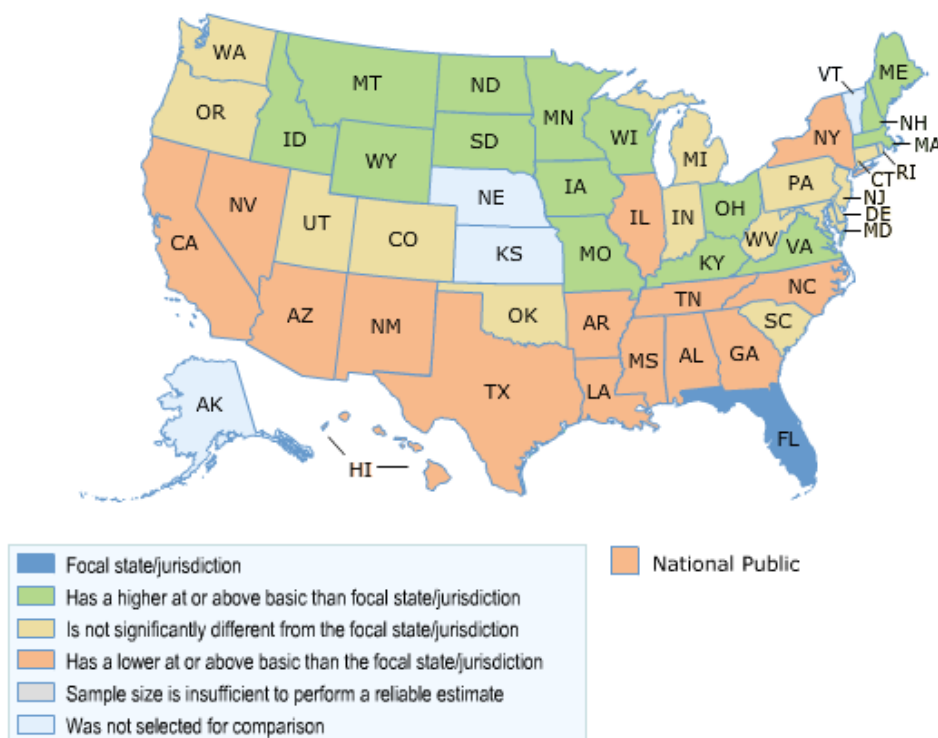 WA
MT
ND
VT
ME
OR
MN
NH
ID
SD
WI
NY
MA
WY
MI
RI
CT
IA
PA
NJ
NE
OH
DE
NV
IL
IN
MD
UT
WV
CA
CO
VA
KS
MO
KY
NC
TN
AZ
OK
NM
AR
SC
MS
AL
GA
TX
LA
AK
FL
HI
Focal state/jurisdiction
National Public
Has a higher at or above basic than focal state/jurisdiction
Is not significantly different from the focal state/jurisdiction
Has a lower at or above basic than the focal state/jurisdiction
Sample size is insufficient to perform a reliable estimate
Was not selected for comparison